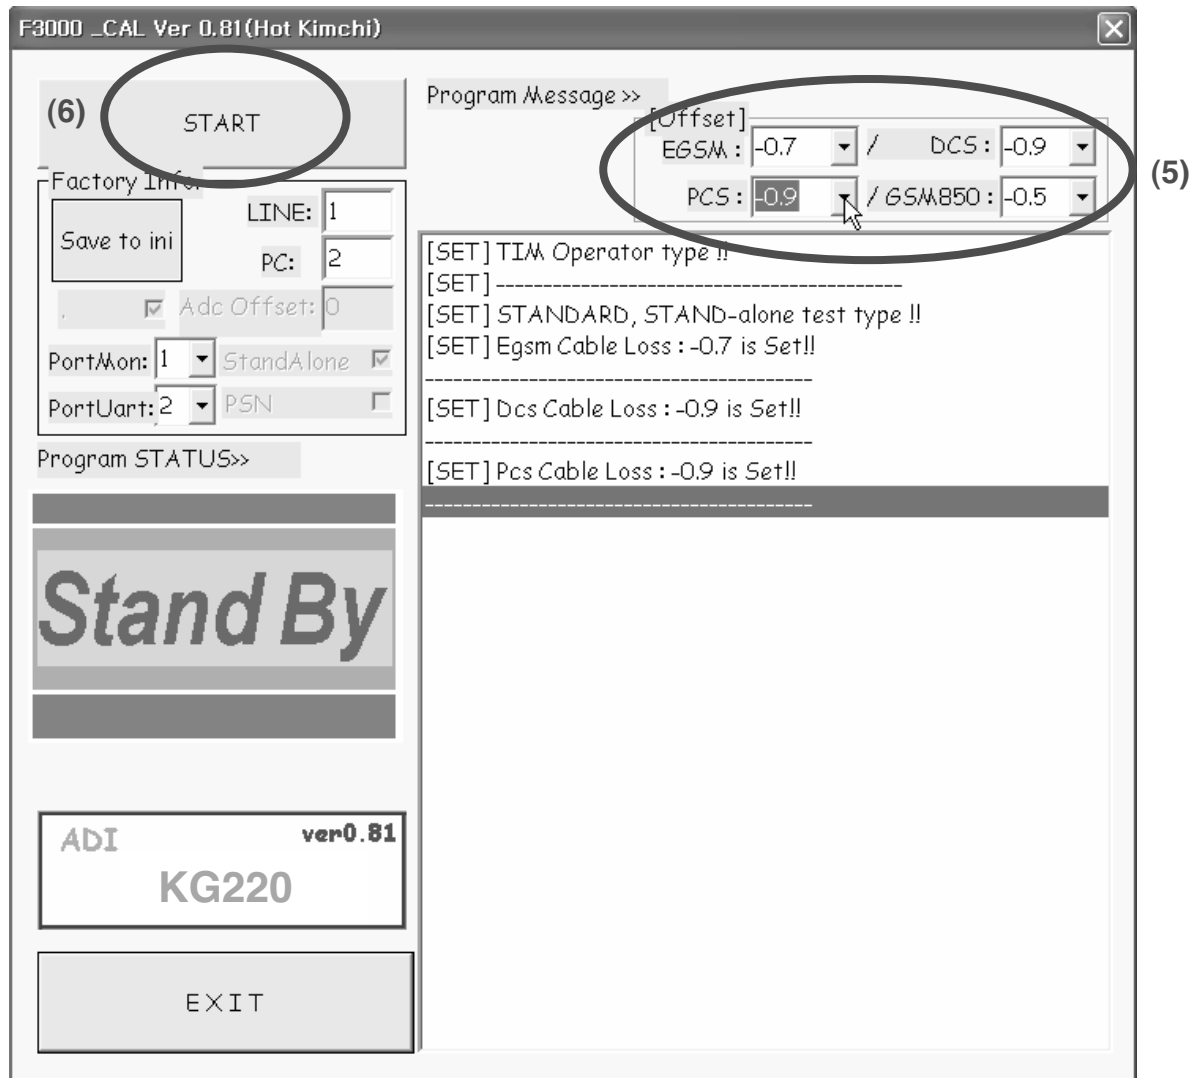 F3000 _CAL Ver 0.81(Hot Kimchi)
(6)
START
Program Message >>
[Offset]
EGSM : -0.7 / DCS : -0.9
PCS : -0.9 / GSM850 : -0.5
(5)
Factory Infor
Save to ini
LINE: 1
PC: 2
. Adc Offset: 0
PortMon: 1 StandAlone
PortUart: 2 PSN
Program STATUS>>
Stand By
ADI ver0.81
KG220
EXIT
[SET] TIM Operator type !!
[SET] -------------------------------------------
[SET] STANDARD, STAND-alone test type !!
[SET] Egsm Cable Loss : -0.7 is Set!!
-----------------------------------------
[SET] Dcs Cable Loss : -0.9 is Set!!
-----------------------------------------
[SET] Pcs Cable Loss : -0.9 is Set!!
-----------------------------------------